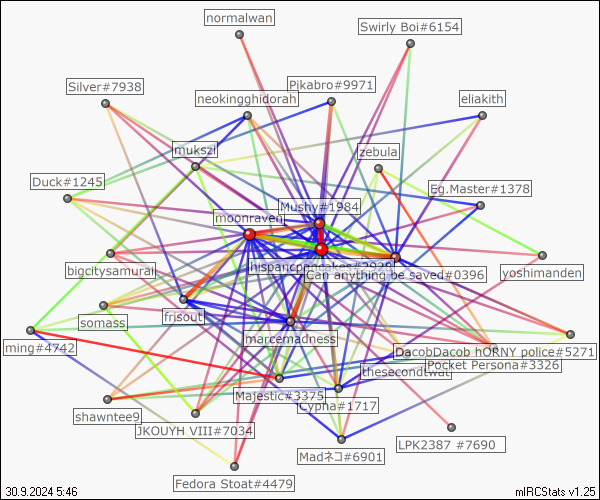 normalwan
Swirly Boi#6154
Silver#7938
Pikabro#9971
neokingghidorah
eliakith
mukszi
zebula
Duck#1245
Eg.Master#1378
Mushy#1984
moonraven
hispanicpancakes#2928
Can anything be saved#0396
bigcitysamurai
yoshimanden
somass
frisout
marcemadness
ming#4742
DacobDacob hORNY police#5271
thesecondtwat
Pocket Persona#3326
Majestic#3375
Cypha#1717
Shawntee9
JKOUYH VIII#7034
LPK2387 #7690
Madネコ#6901
Fedora Stoat#4479
30.9.2024 5:46
mIRCStats v1.25